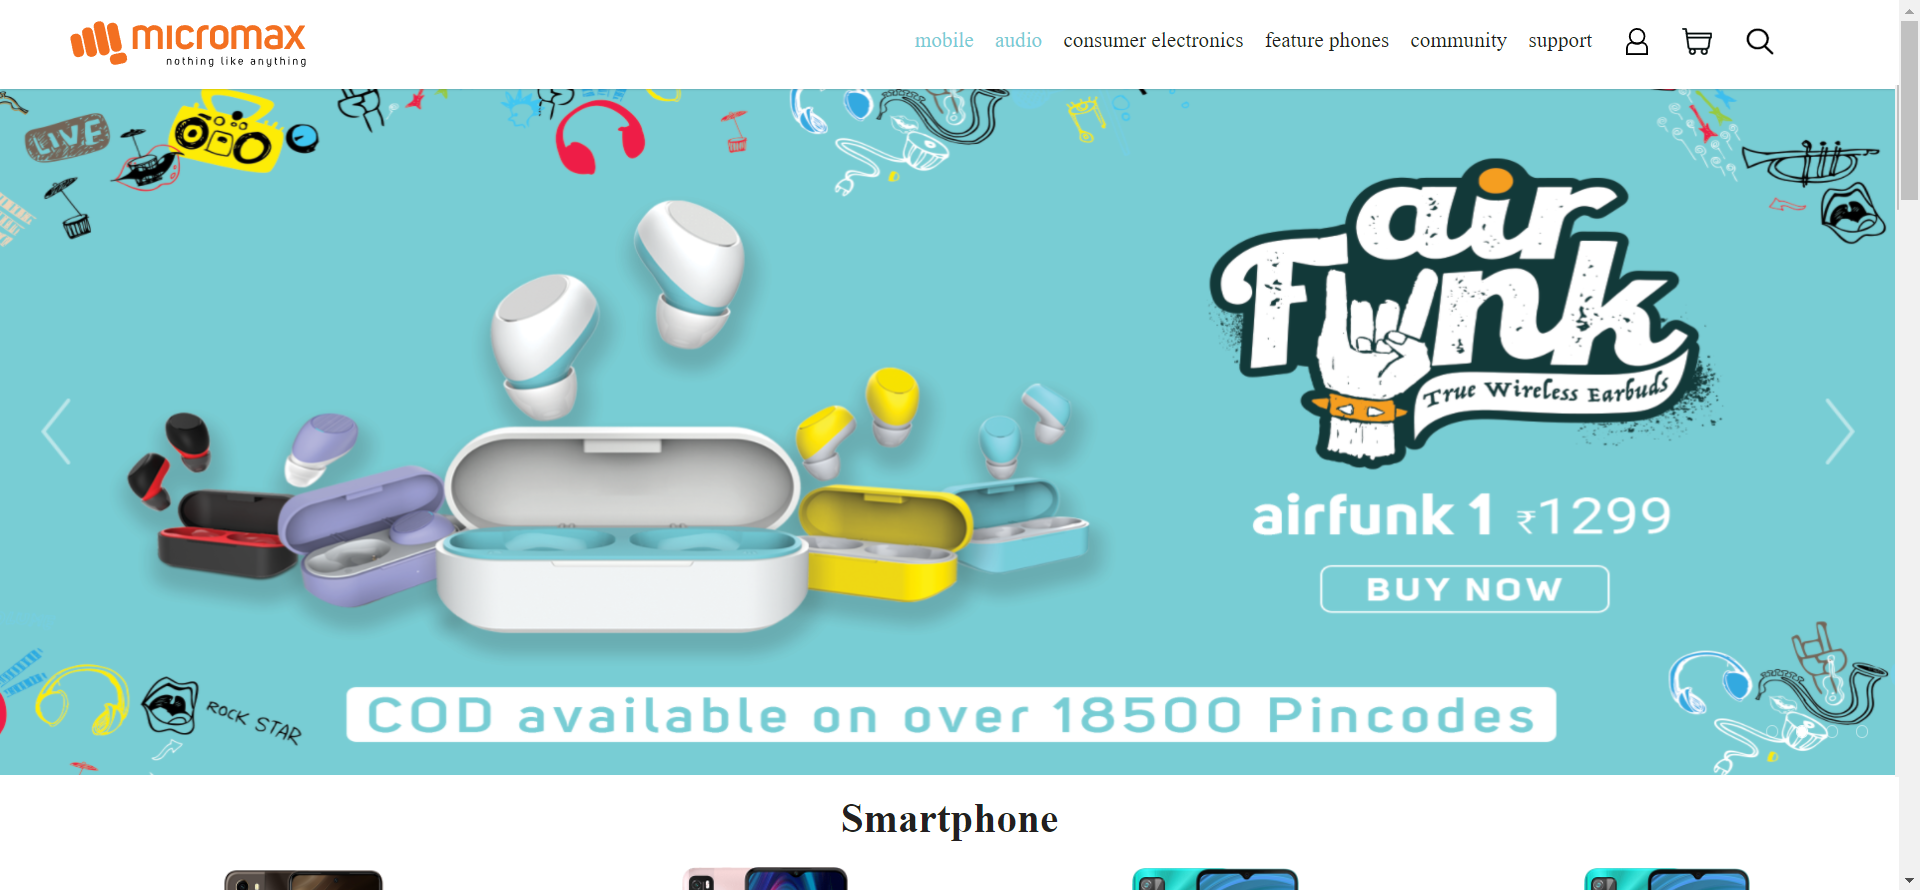 micromax
nothing like anything
mobile audio consumer electronics feature phones community support
LIVE
air
Funk
True Wireless Earbuds
airfunk 1 ₹1299
BUY NOW
ROCK STAR
COD available on over 18500 Pincodes
Smartphone